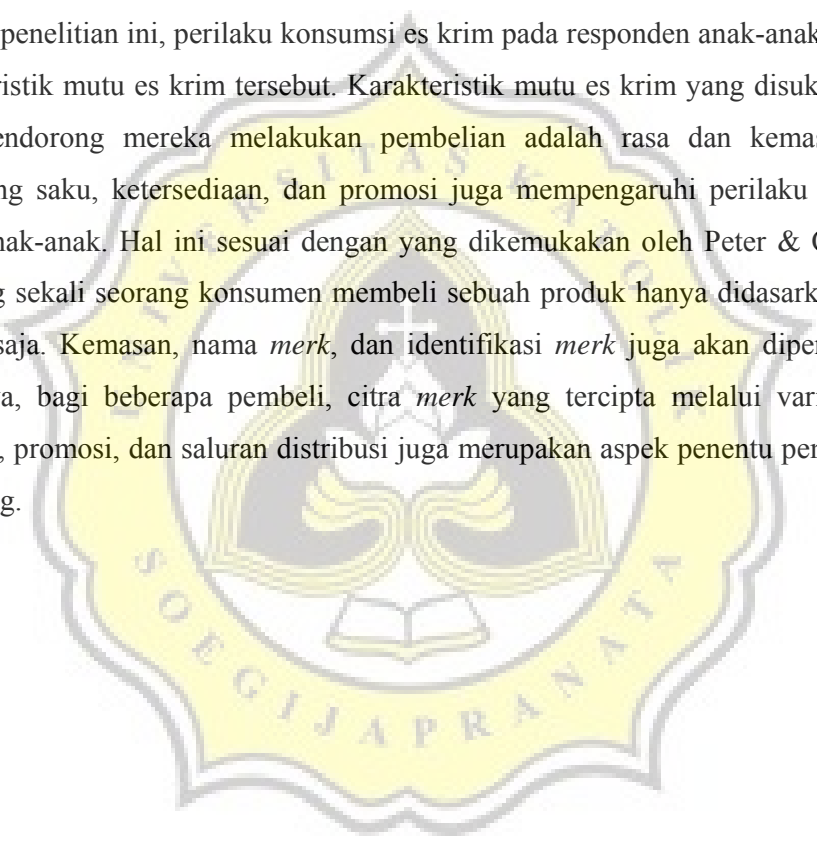 penelitian ini, perilaku konsumsi es krim pada responden anak-anak
ristik mutu es krim tersebut. Karakteristik mutu es krim yang disuk
endorong mereka melakukan pembelian adalah rasa dan kemas
ng saku, ketersediaan, dan promosi juga mempengaruhi perilaku
nak-anak. Hal ini sesuai dengan yang dikemukakan oleh Peter &
g sekali seorang konsumen membeli sebuah produk hanya didasark
saja. Kemasan, nama merk, dan identifikasi merk juga akan diper
a, bagi beberapa pembeli, citra merk yang tercipta melalui vari
, promosi, dan saluran distribusi juga merupakan aspek penentu per
g.
UNIVERSITAS KATOLIK
SOEGIJAPRANATA